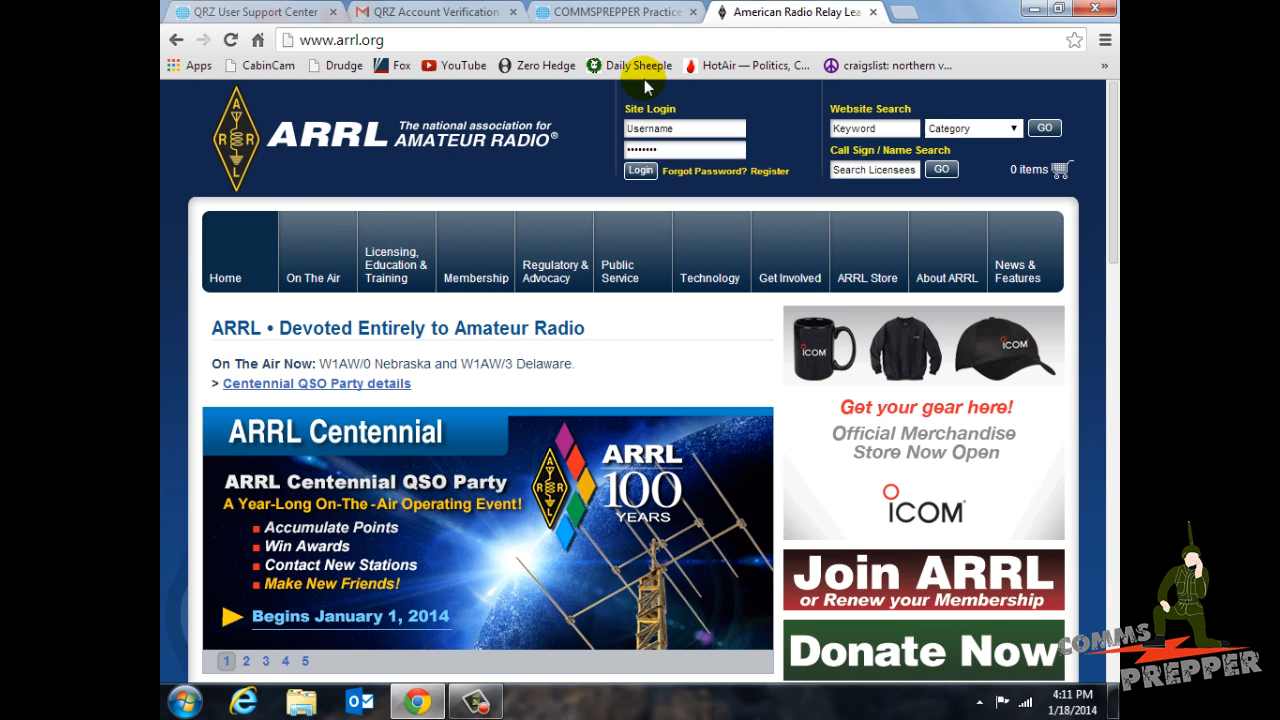 QRZ User Support Center
QRZ Account Verification
COMMSPREPPER Practice
American Radio Relay Lea
www.arrl.org
Apps
CabinCam
Drudge
Fox
YouTube
Zero Hedge
Daily Sheeple
HotAir — Politics, C...
craigslist: northern v...
»
A
R R
L
ARRL The national association for
AMATEUR RADIO®
Site Login
Username
••••••••
Login Forgot Password? Register
Website Search
Keyword Category GO
Call Sign / Name Search
Search Licensees GO
0 items
Home
On The Air
Licensing,
Education &
Training
Membership
Regulatory &
Advocacy
Public
Service
Technology
Get Involved
ARRL Store
About ARRL
News &
Features
ARRL • Devoted Entirely to Amateur Radio
On The Air Now: W1AW/0 Nebraska and W1AW/3 Delaware.
> Centennial QSO Party details
ARRL Centennial
ARRL Centennial QSO Party
A Year-Long On-The-Air Operating Event!
Accumulate Points
Win Awards
Contact New Stations
Make New Friends!
Begins January 1, 2014
A
R R
L
ARRL
100
YEARS
1 2 3 4 5
ICOM
ICOM
Get your gear here!
Official Merchandise
Store Now Open
ICOM®
Join ARRL
or Renew your Membership
Donate Now
COMMS
PREPPER
4:11 PM
1/18/2014